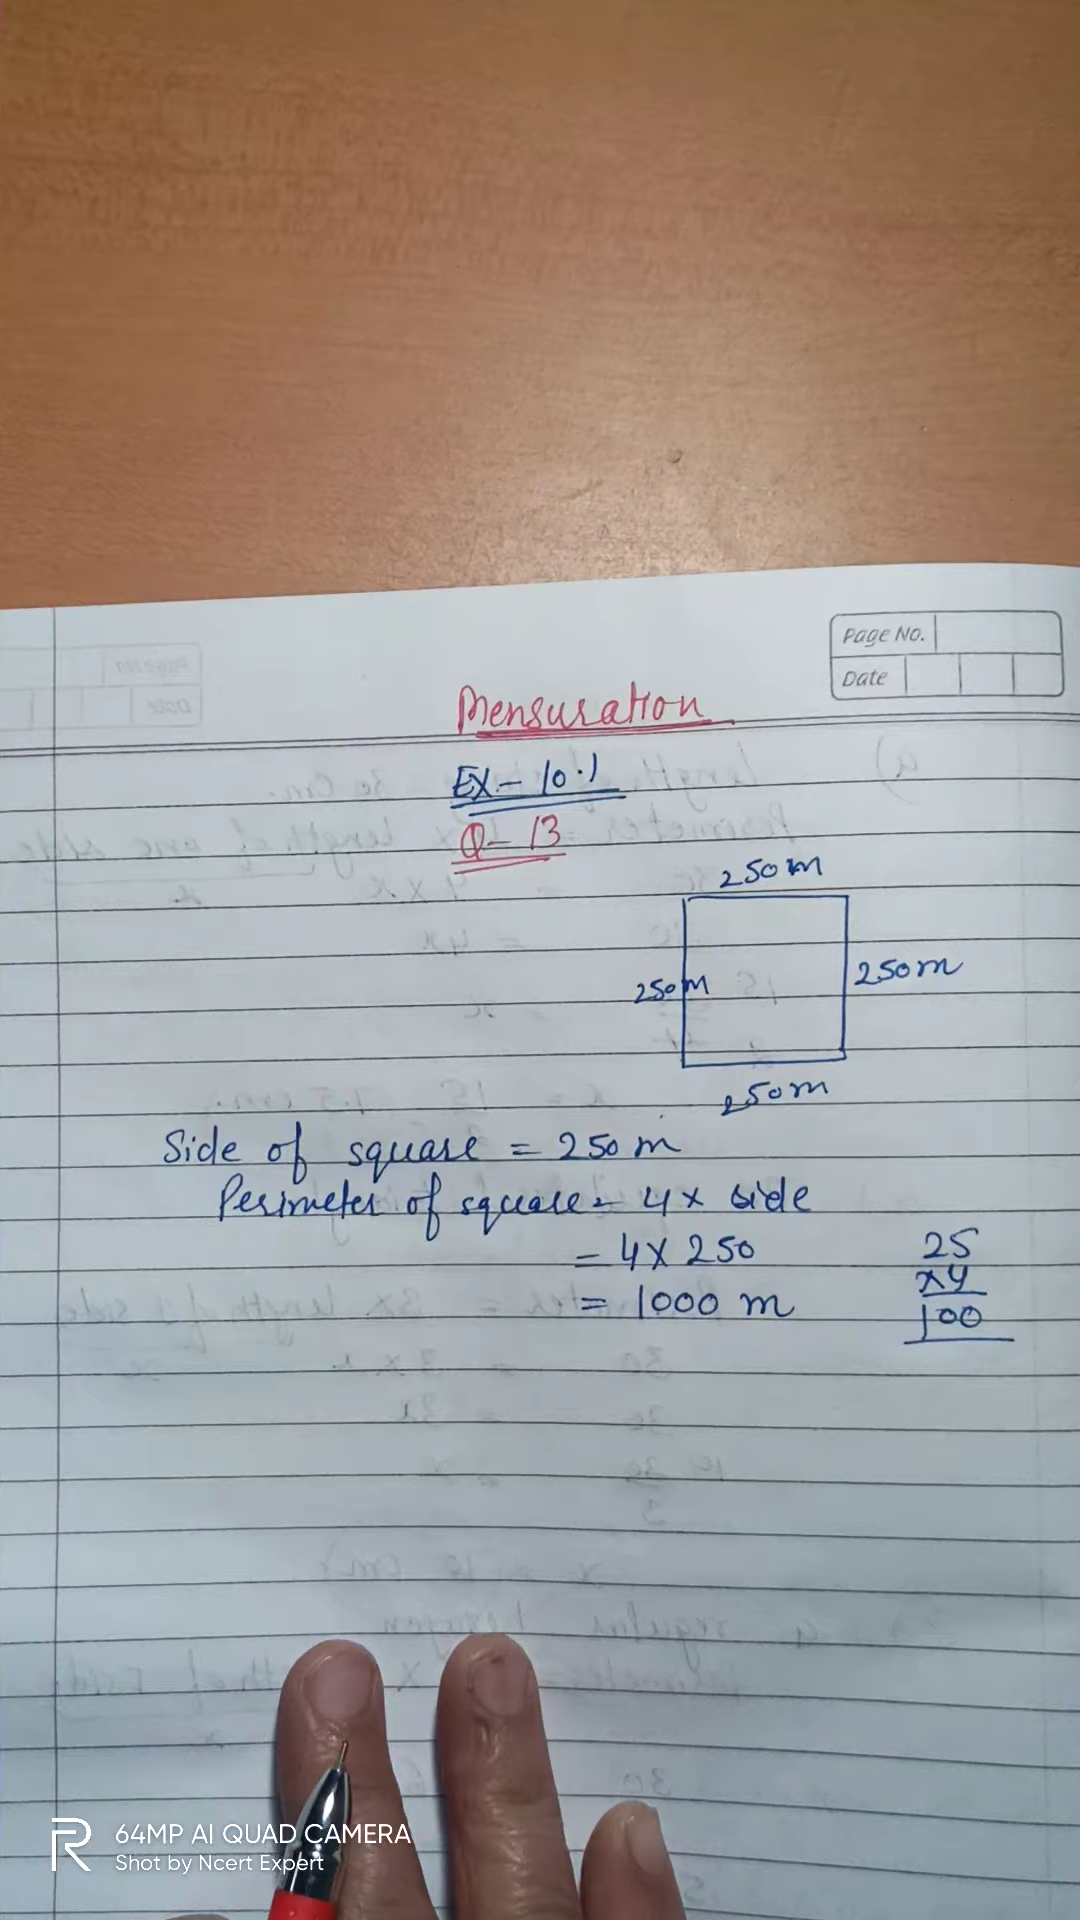 Page No.
Date
Mensuration
EX - 10.1
Q - 13
250 m
250 m
250 m
250 m
Side of square = 250 m
Perimeter of square = 4 x side
= 4 x 250
= 1000 m
25
x4
100
64MP AI QUAD CAMERA
Shot by Ncert Expert